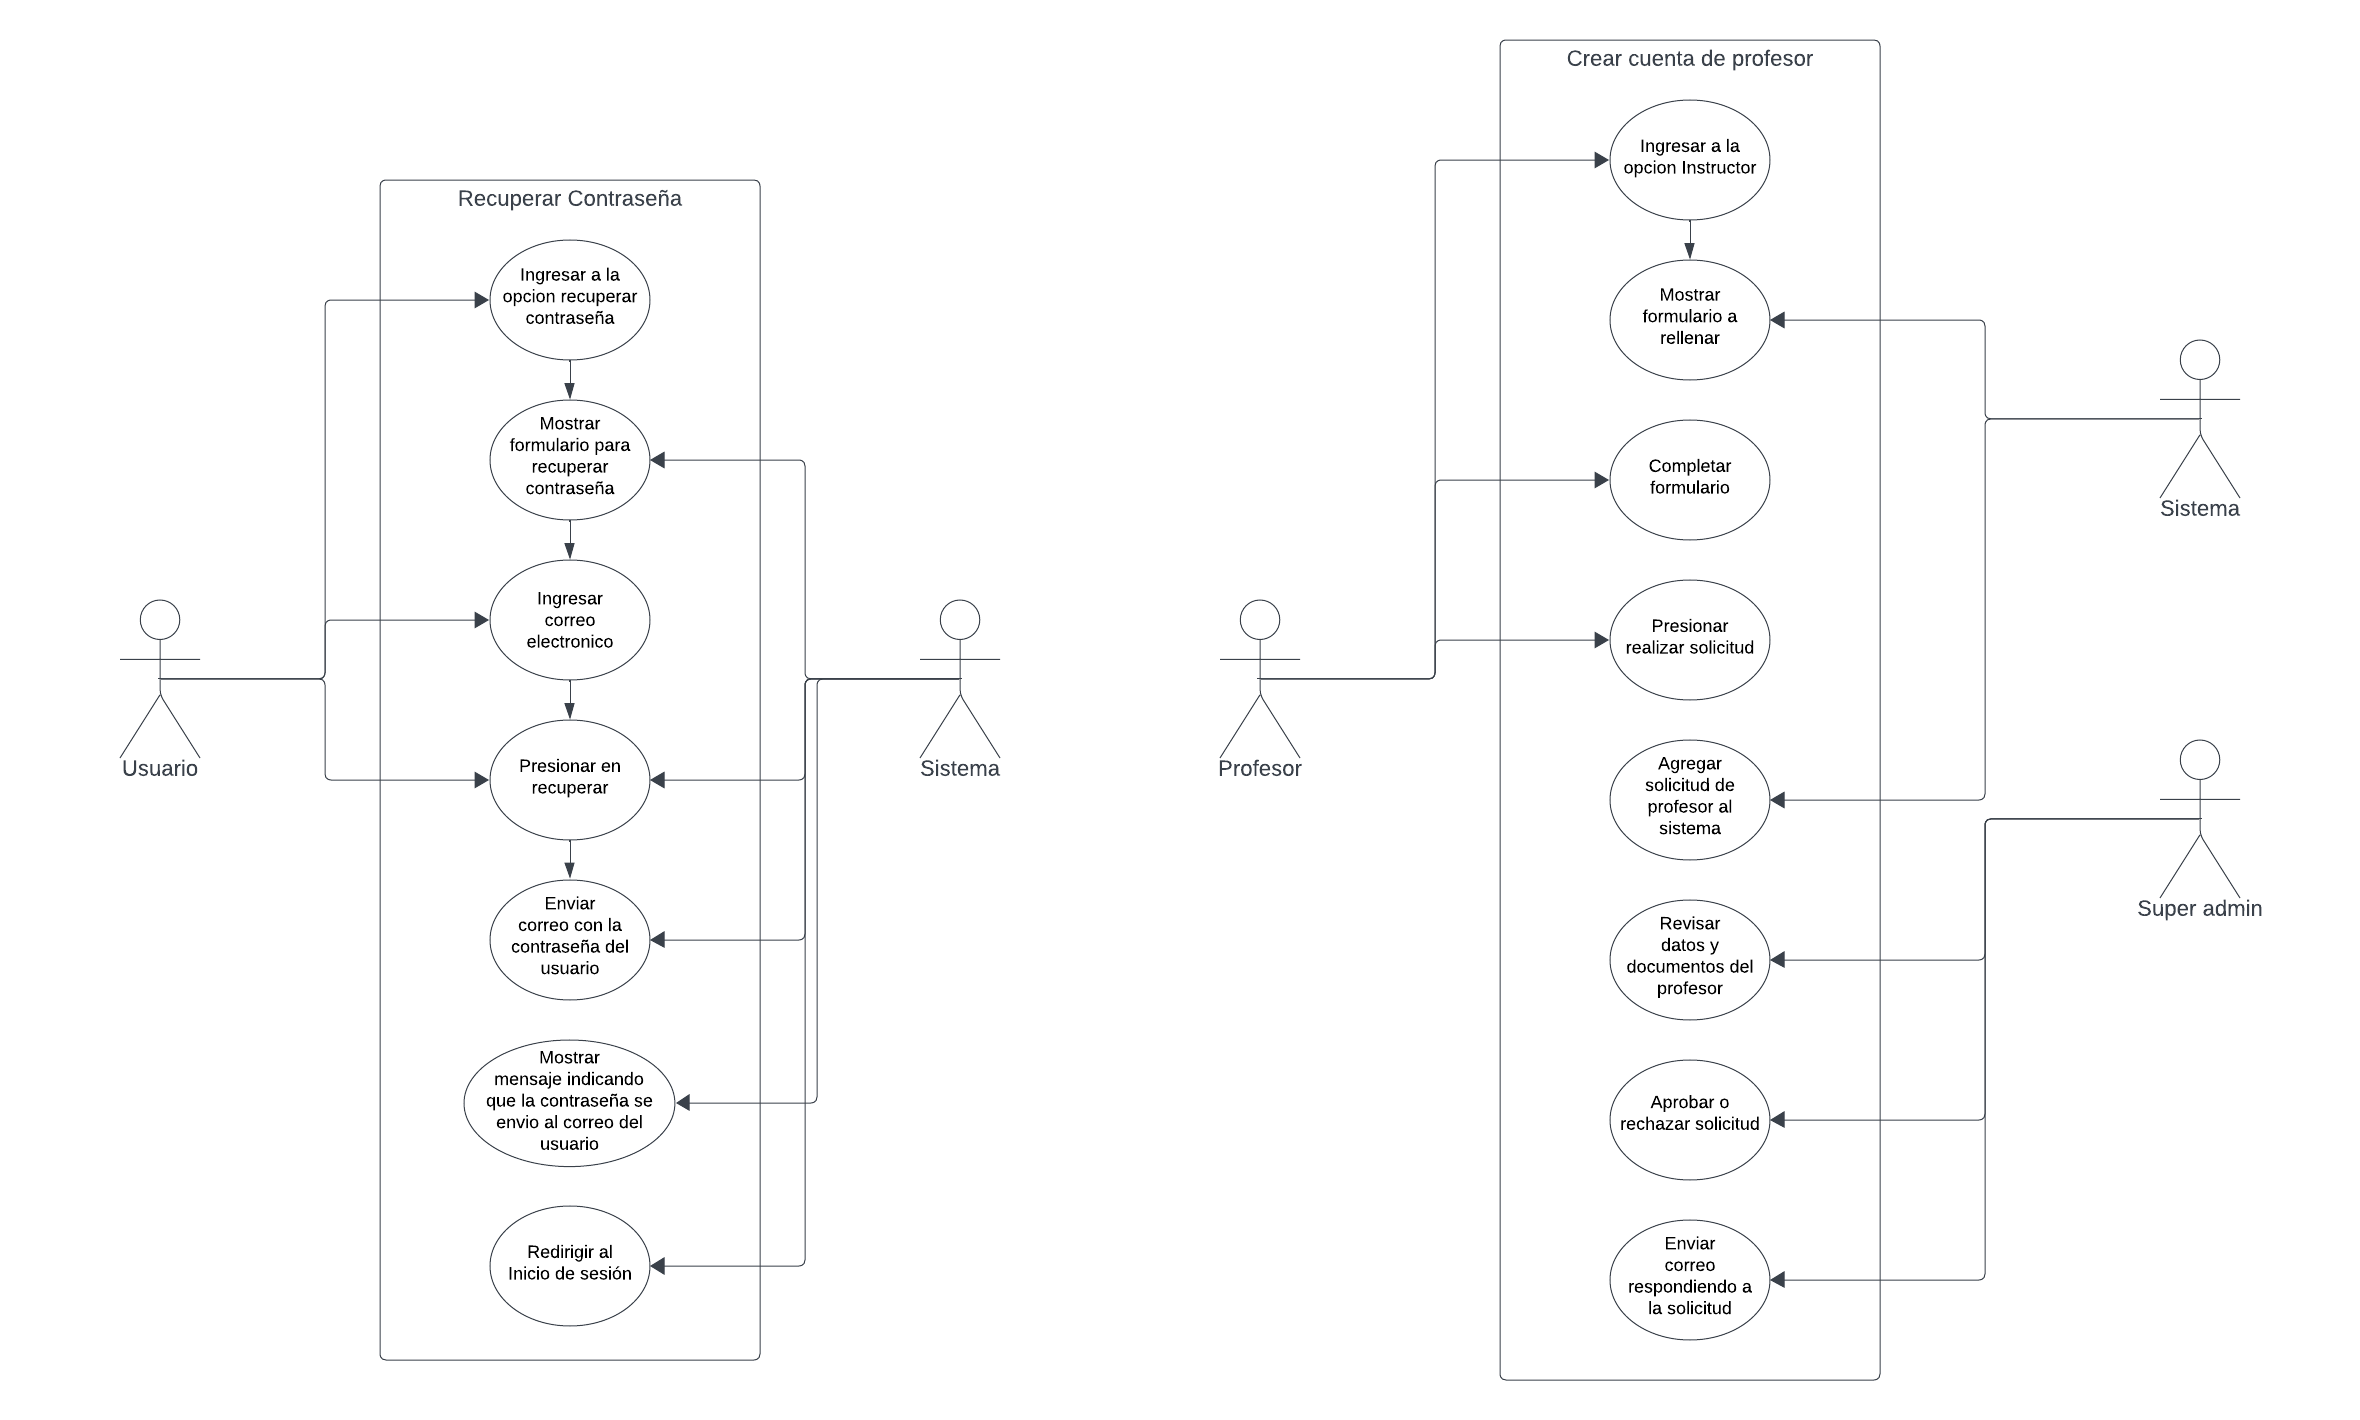 Recuperar Contraseña
Ingresar a la
opcion recuperar
contraseña
Mostrar
formulario para
recuperar
contraseña
Ingresar
correo
electronico
Presionar en
recuperar
Enviar
correo con la
contraseña del
usuario
Mostrar
mensaje indicando
que la contraseña se
envio al correo del
usuario
Redirigir al
Inicio de sesión
Usuario
Sistema
Crear cuenta de profesor
Ingresar a la
opcion Instructor
Mostrar
formulario a
rellenar
Completar
formulario
Presionar
realizar solicitud
Agregar
solicitud de
profesor al
sistema
Revisar
datos y
documentos del
profesor
Aprobar o
rechazar solicitud
Enviar
correo
respondiendo a
la solicitud
Profesor
Sistema
Super admin